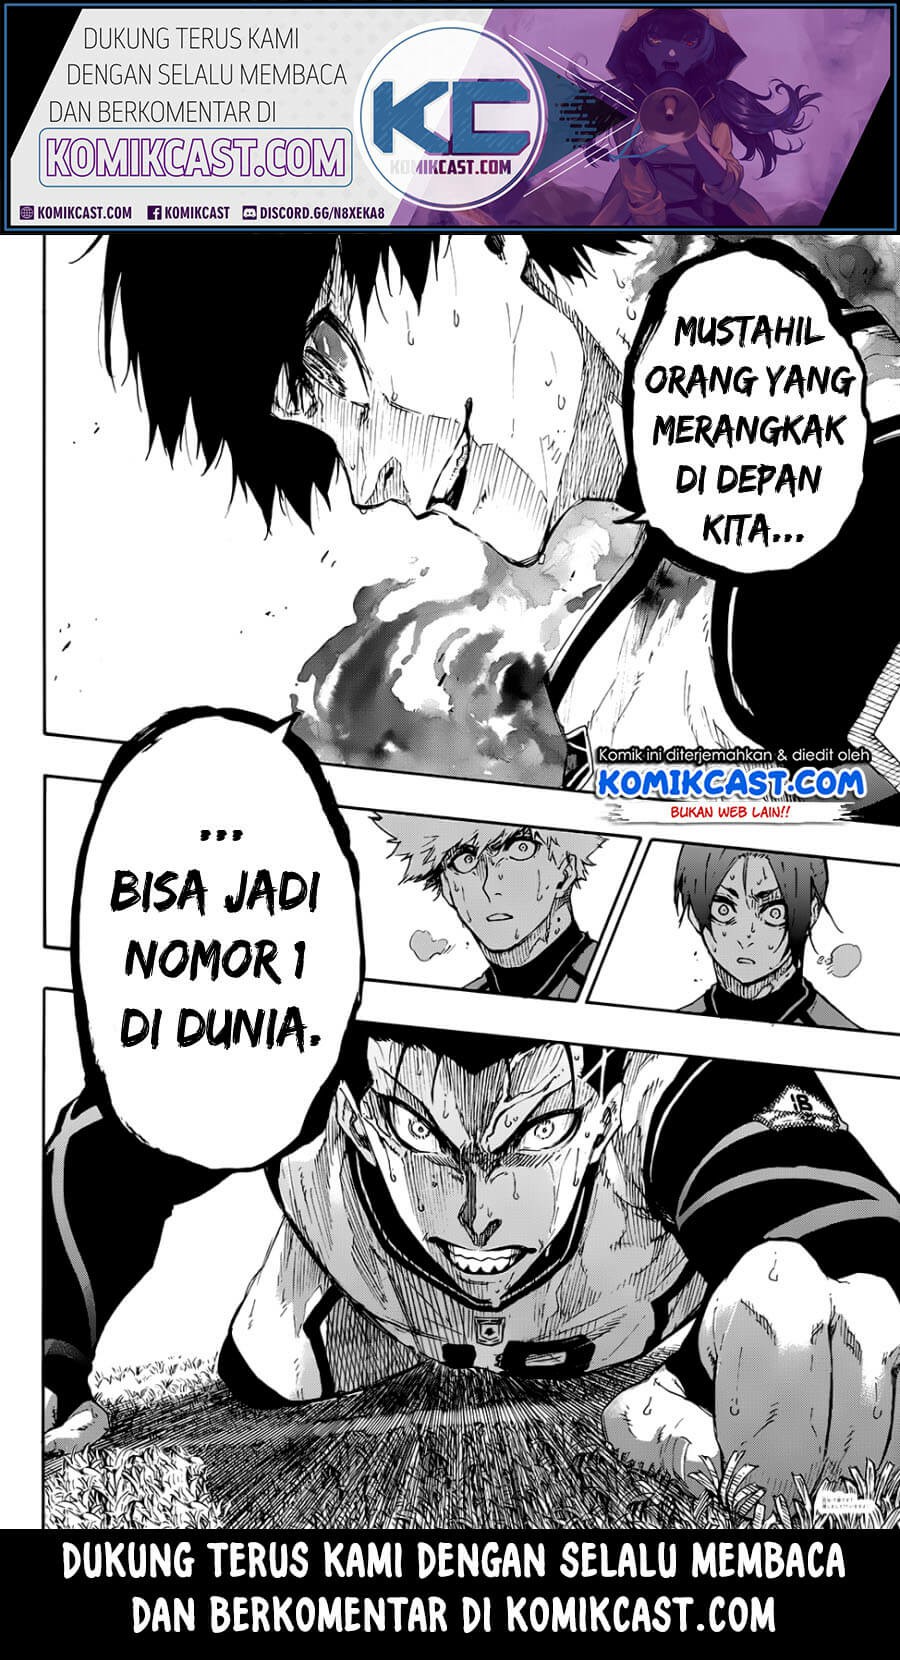 DUKUNG TERUS KAMI
DENGAN SELALU MEMBACA
DAN BERKOMENTAR DI
KOMIKCAST.COM
KC
KOMIKCAST.COM
KOMIKCAST.COM KOMIKCAST DISCORD.GG/N8XEKA8
MUSTAHIL
ORANG YANG
MERANGKAK
DI DEPAN
KITA...
Komik ini diterjemahkan & diedit oleh
KOMIKCAST.COM
BUKAN WEB LAIN!!
...
BISA JADI
NOMOR 1
DI DUNIA.
DUKUNG TERUS KAMI DENGAN SELALU MEMBACA
DAN BERKOMENTAR DI KOMIKCAST.COM